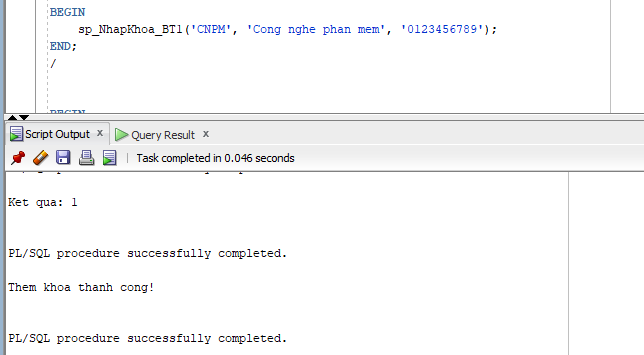 BEGIN
sp_NhapKhoa_BT1('CNPM', 'Cong nghe phan mem', '0123456789');
END;
/
BEGIN
Script Output x
Query Result x
Task completed in 0.046 seconds
Ket qua: 1
PL/SQL procedure successfully completed.
Them khoa thanh cong!
PL/SQL procedure successfully completed.